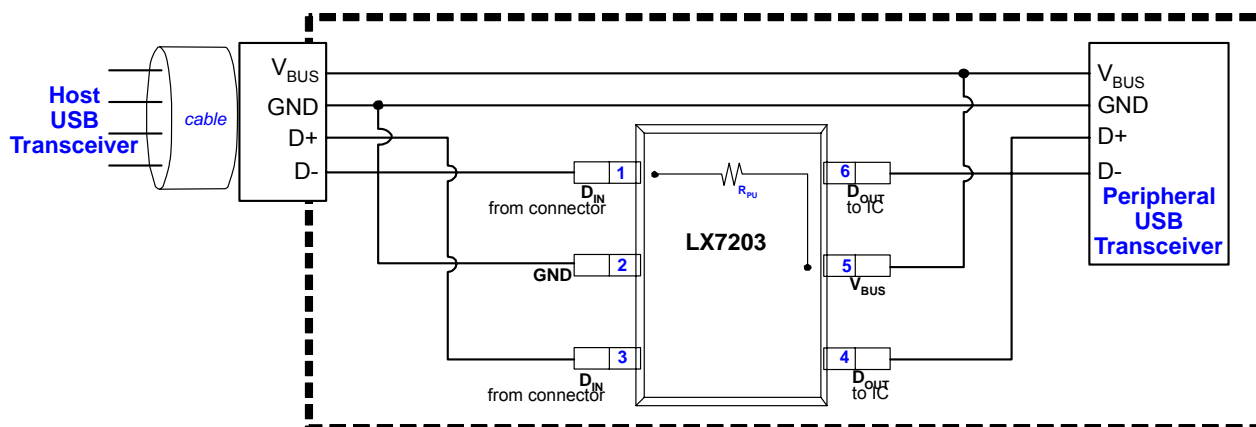 Host
USB
Transceiver
cable
VBUS
GND
D+
D-
1
DIN
from connector
2
GND
3
DIN
from connector
RPU
LX7203
6
DOUT
to IC
5
VBUS
4
DOUT
to IC
VBUS
GND
D+
D-
Peripheral
USB
Transceiver